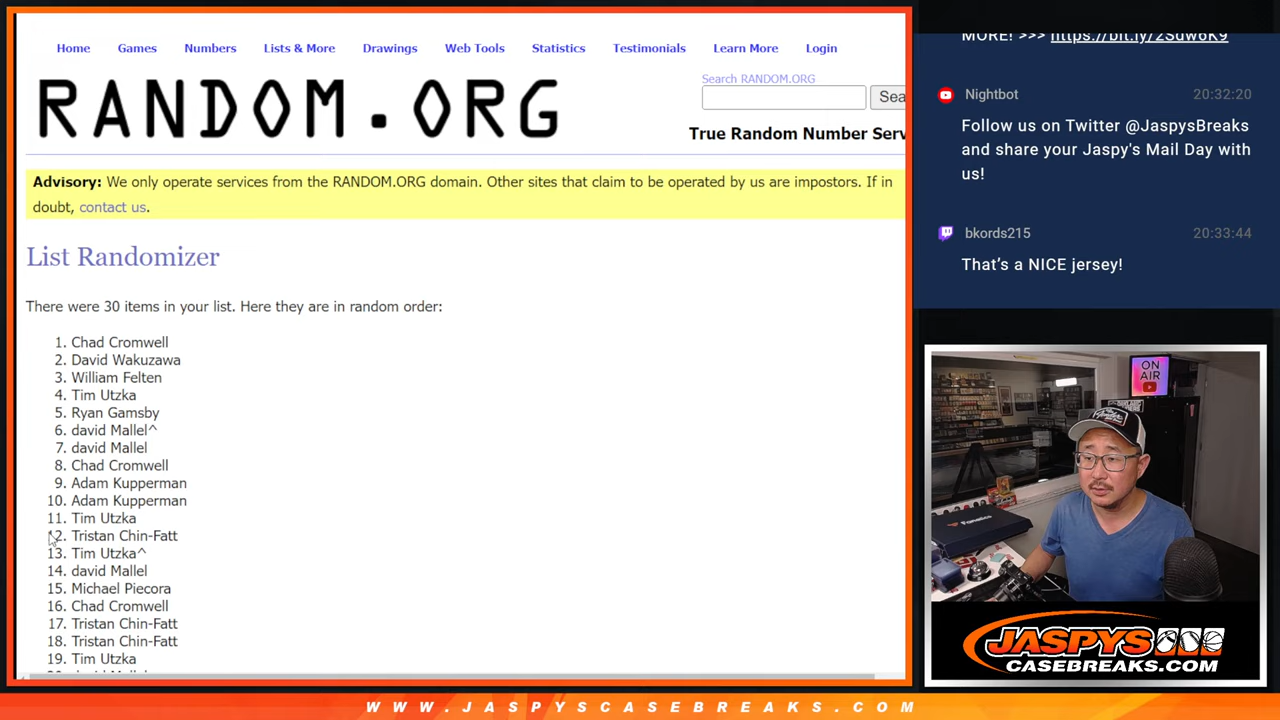 Home Games Numbers Lists & More Drawings Web Tools Statistics Testimonials Learn More Login
RANDOM.ORG
Search RANDOM.ORG
Sea
True Random Number Serv
Advisory: We only operate services from the RANDOM.ORG domain. Other sites that claim to be operated by us are impostors. If in
doubt, contact us.
List Randomizer
There were 30 items in your list. Here they are in random order:
1. Chad Cromwell
2. David Wakuzawa
3. William Felten
4. Tim Utzka
5. Ryan Gamsby
6. david Mallel^
7. david Mallel
8. Chad Cromwell
9. Adam Kupperman
10. Adam Kupperman
11. Tim Utzka
12. Tristan Chin-Fatt
13. Tim Utzka^
14. david Mallel
15. Michael Piecora
16. Chad Cromwell
17. Tristan Chin-Fatt
18. Tristan Chin-Fatt
19. Tim Utzka
MORE! >>> https://bit.ly/2Sdw6K9
Nightbot 20:32:20
Follow us on Twitter @JaspysBreaks
and share your Jaspy's Mail Day with
us!
bkords215 20:33:44
That's a NICE jersey!
ON
AIR
Fanatics
JASPYS
CASEBREAKS.COM
WWW.JASPYSCASEBREAKS.COM